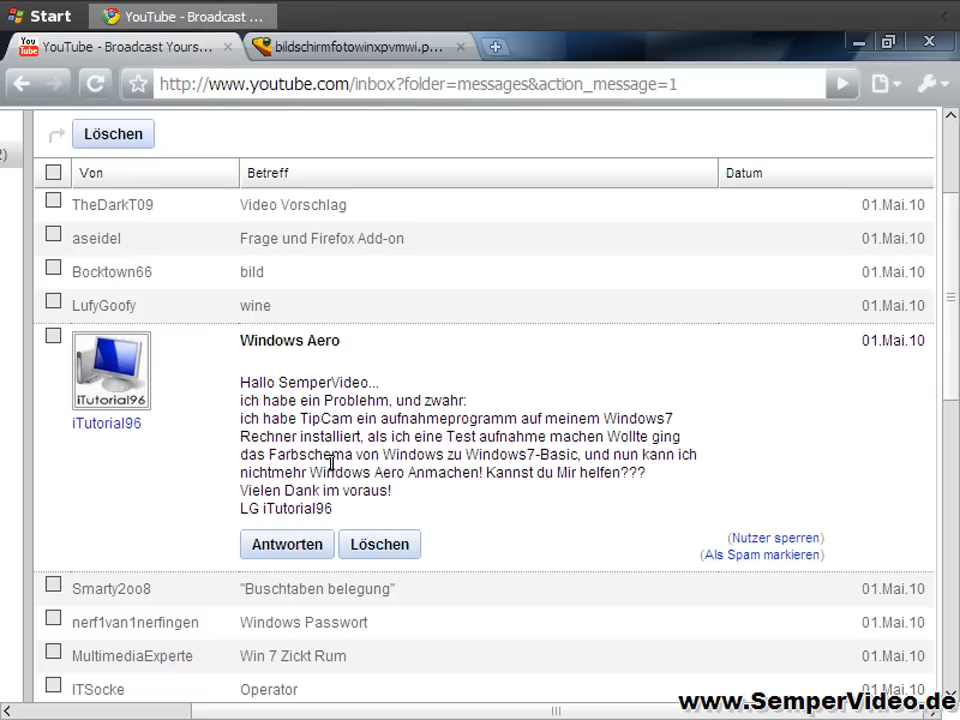 Start YouTube - Broadcast ...
You Tube YouTube - Broadcast Yours... bildschirmfotowinxpvmwi.p...
http://www.youtube.com/inbox?folder=messages&action_message=1
2) Löschen
Von Betreff Datum
TheDarkT09 Video Vorschlag 01.Mai.10
aseidel Frage und Firefox Add-on 01.Mai.10
Bocktown66 bild 01.Mai.10
LufyGoofy wine 01.Mai.10
Windows Aero 01.Mai.10
Hallo SemperVideo...
ich habe ein Problehm, und zwahr:
ich habe TipCam ein aufnahmeprogramm auf meinem Windows7
Rechner installiert, als ich eine Test aufnahme machen Wollte ging
das Farbschema von Windows zu Windows7-Basic, und nun kann ich
nichtmehr Windows Aero Anmachen! Kannst du Mir helfen???
Vielen Dank im voraus!
LG iTutorial96
iTutorial96
iTutorial96
Antworten Löschen (Nutzer sperren)
(Als Spam markieren)
Smarty2oo8 "Buschtaben belegung" 01.Mai.10
nerf1van1nerfingen Windows Passwort 01.Mai.10
MultimediaExperte Win 7 Zickt Rum 01.Mai.10
ITSocke Operator 01.Mai.10
www.SemperVideo.de